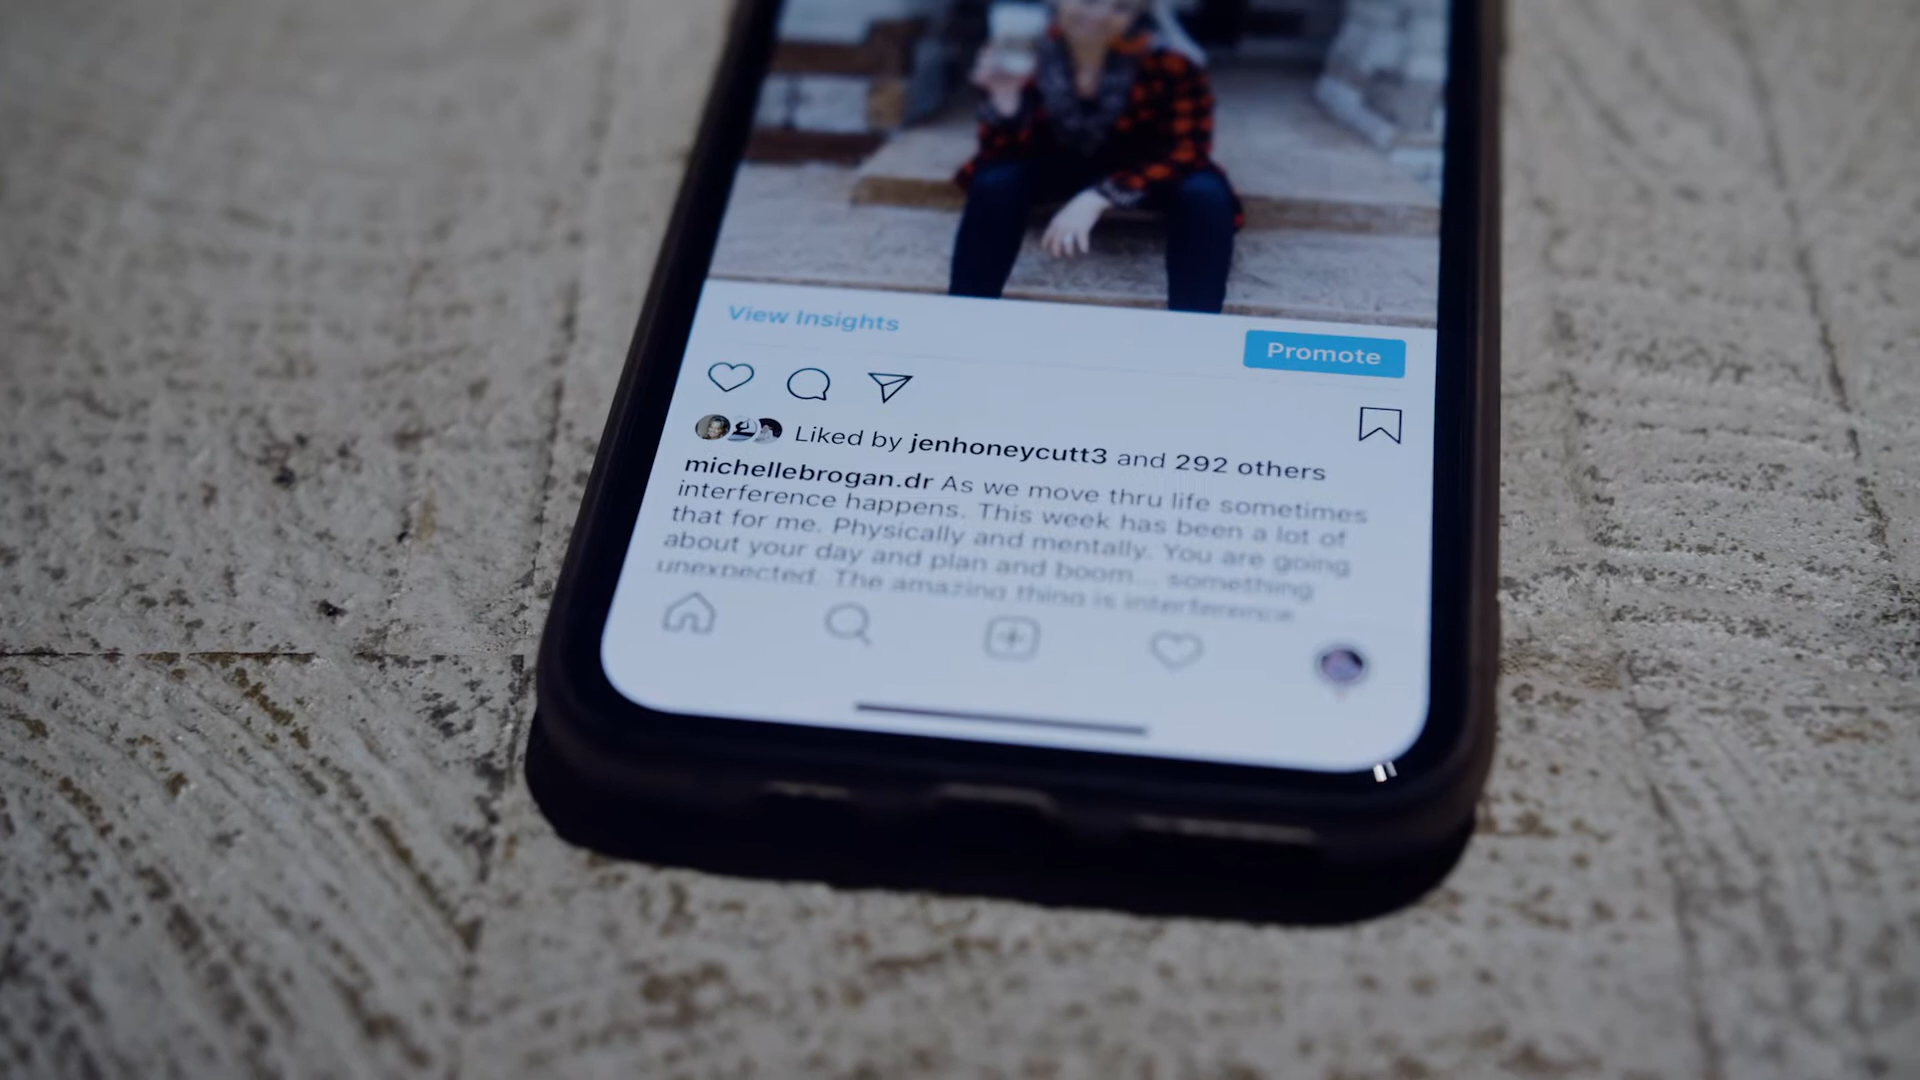 View Insights
Promote
Liked by jenhoneycutt3 and 292 others
michellebrogan.dr As we move thru life sometimes
interference happens. This week has been a lot of
that for me. Physically and mentally. You are going
about your day and plan and boom... something
unexpected. The amazing thing is interference